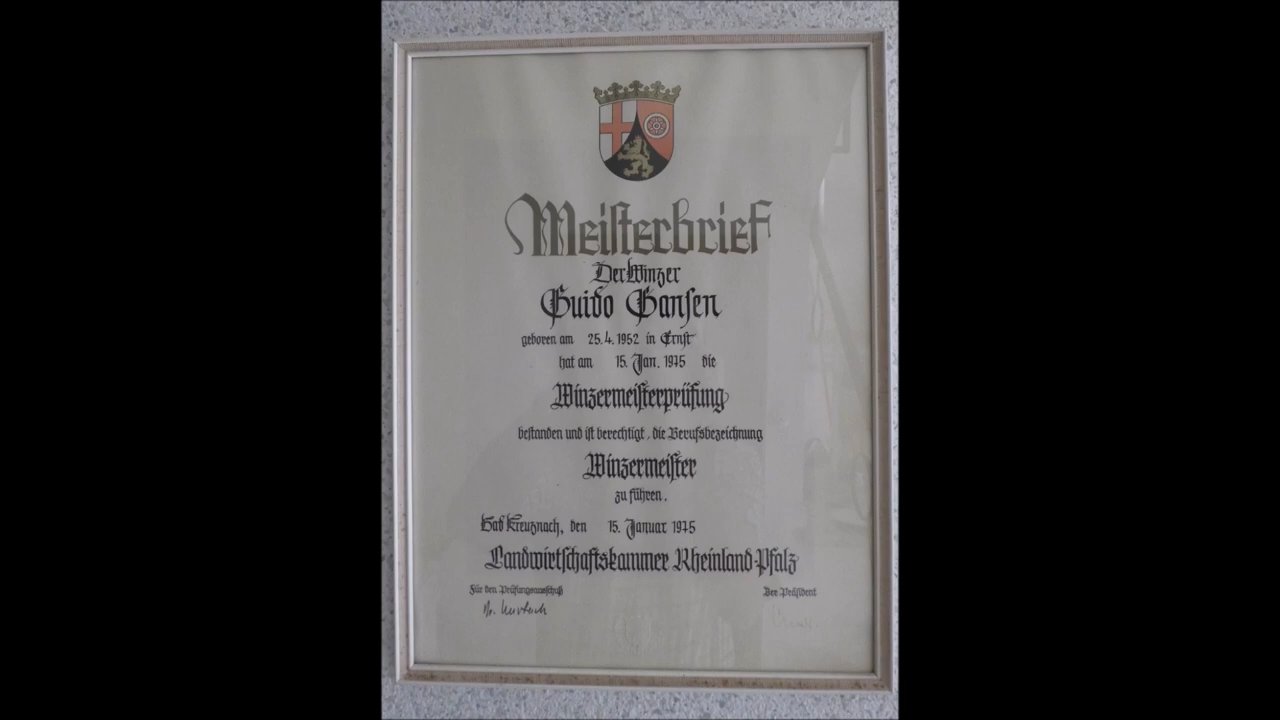 Meisterbrief
Der Winzer
Guido Gansen
geboren am 25. 4. 1952 in Ernst
hat am 15. Jan. 1975 die
Winzermeisterprüfung
bestanden und ist berechtigt, die Berufsbezeichnung
Winzermeister
zu führen.
Bad Kreuznach, den 15. Januar 1975
Landwirtschaftskammer Rheinland-Pfalz
Für den Prüfungsausschuß
Der Präsident